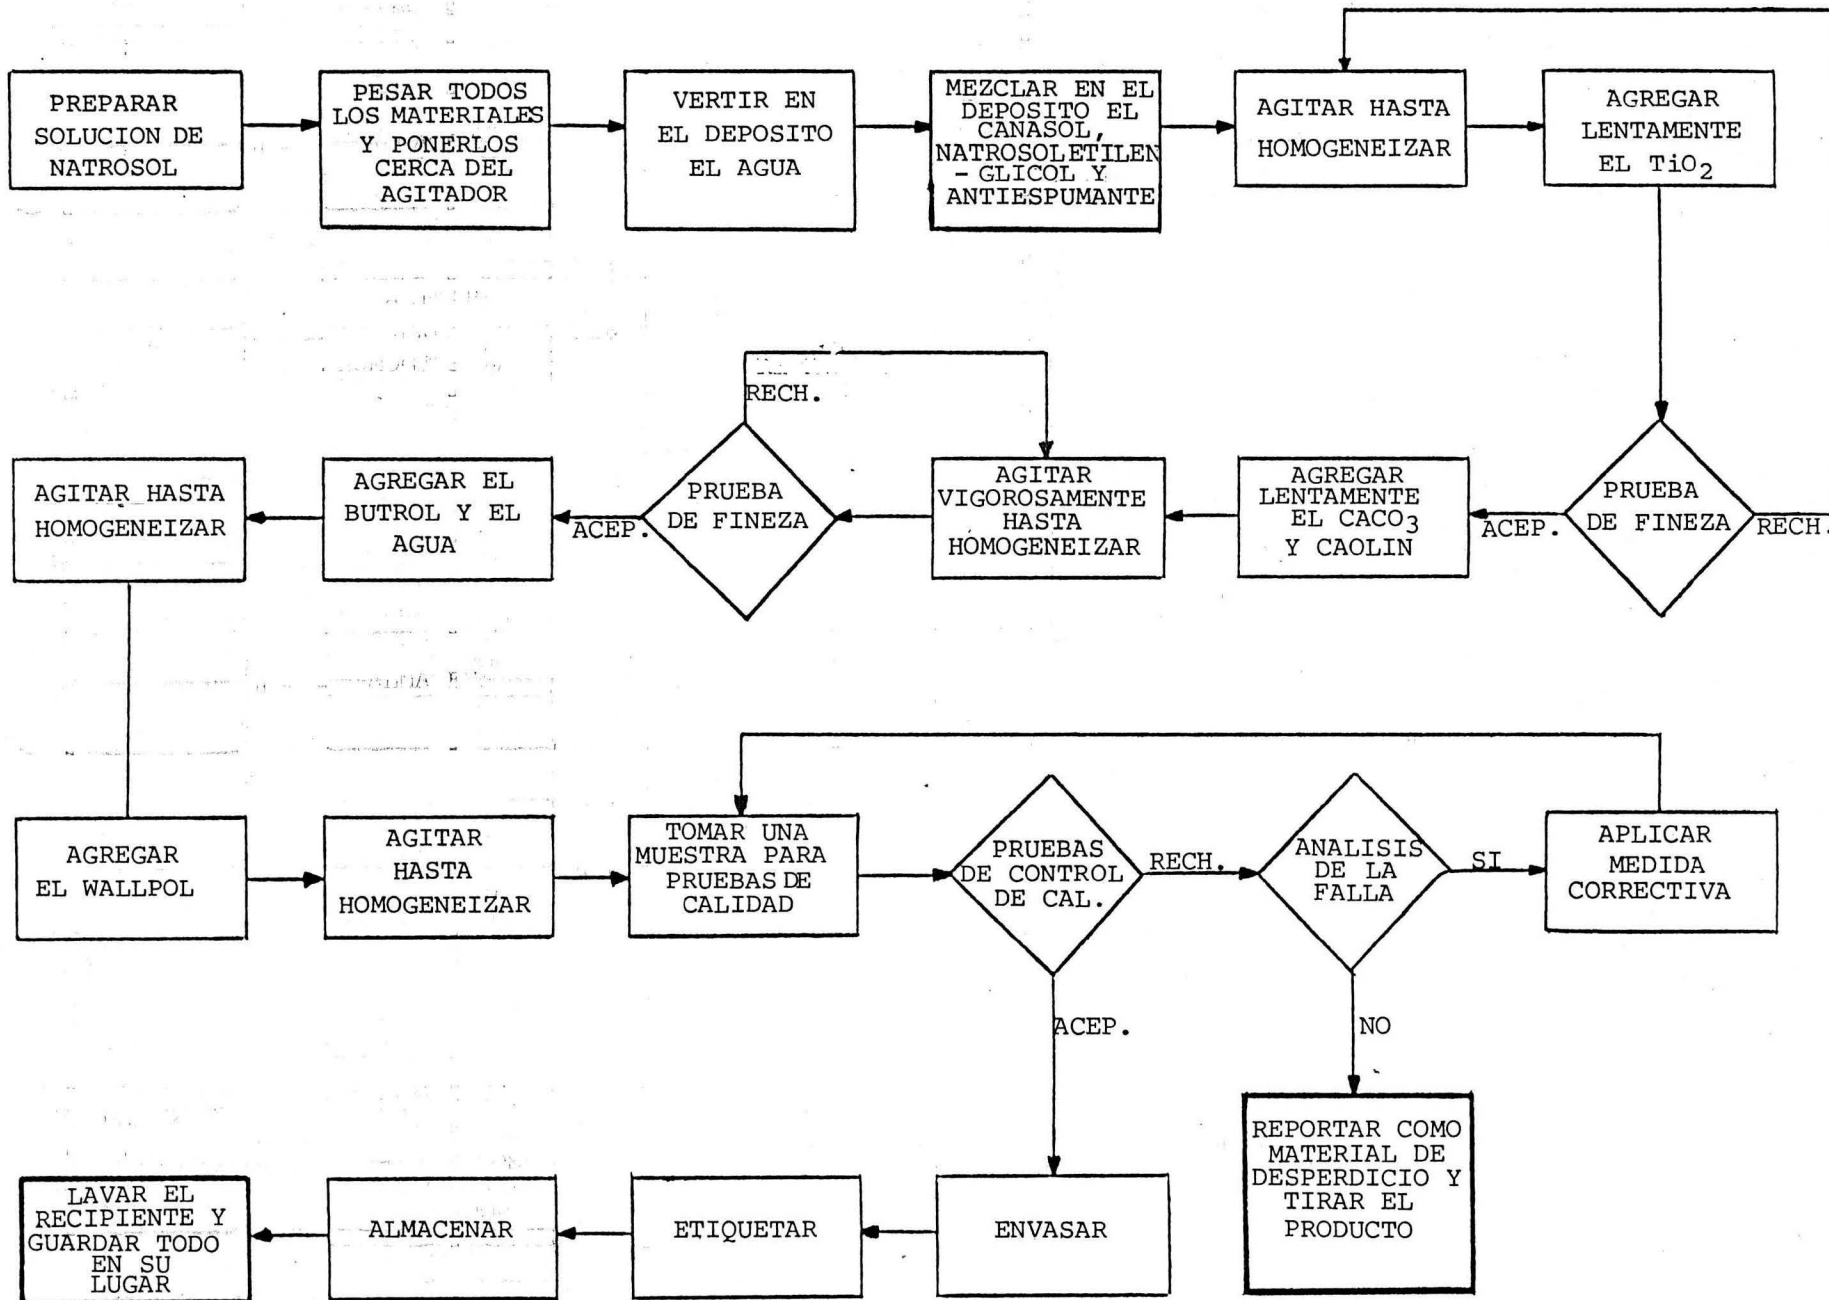 PREPARAR
SOLUCION DE
NATROSOL
PESAR TODOS
LOS MATERIALES
Y PONERLOS
CERCA DEL
AGITADOR
VERTIR EN
EL DEPOSITO
EL AGUA
MEZCLAR EN EL
DEPOSITO EL
CANASOL,
NATROSOLETILEN
- GLICOL Y
ANTIESPUMANTE
AGITAR HASTA
HOMOGENEIZAR
AGREGAR
LENTAMENTE
EL TiO2
PRUEBA
DE FINEZA
RECH.
ACEP.
AGREGAR
LENTAMENTE
EL CACO3
Y CAOLIN
AGITAR
VIGOROSAMENTE
HASTA
HOMOGENEIZAR
PRUEBA
DE FINEZA
RECH.
ACEP.
AGREGAR EL
BUTROL Y EL
AGUA
AGITAR HASTA
HOMOGENEIZAR
AGREGAR
EL WALLPOL
AGITAR
HASTA
HOMOGENEIZAR
TOMAR UNA
MUESTRA PARA
PRUEBAS DE
CALIDAD
PRUEBAS
DE CONTROL
DE CAL.
RECH.
ANALISIS
DE LA
FALLA
SI
APLICAR
MEDIDA
CORRECTIVA
NO
REPORTAR COMO
MATERIAL DE
DESPERDICIO Y
TIRAR EL
PRODUCTO
ACEP.
ENVASAR
ETIQUETAR
ALMACENAR
LAVAR EL
RECIPIENTE Y
GUARDAR TODO
EN SU
LUGAR